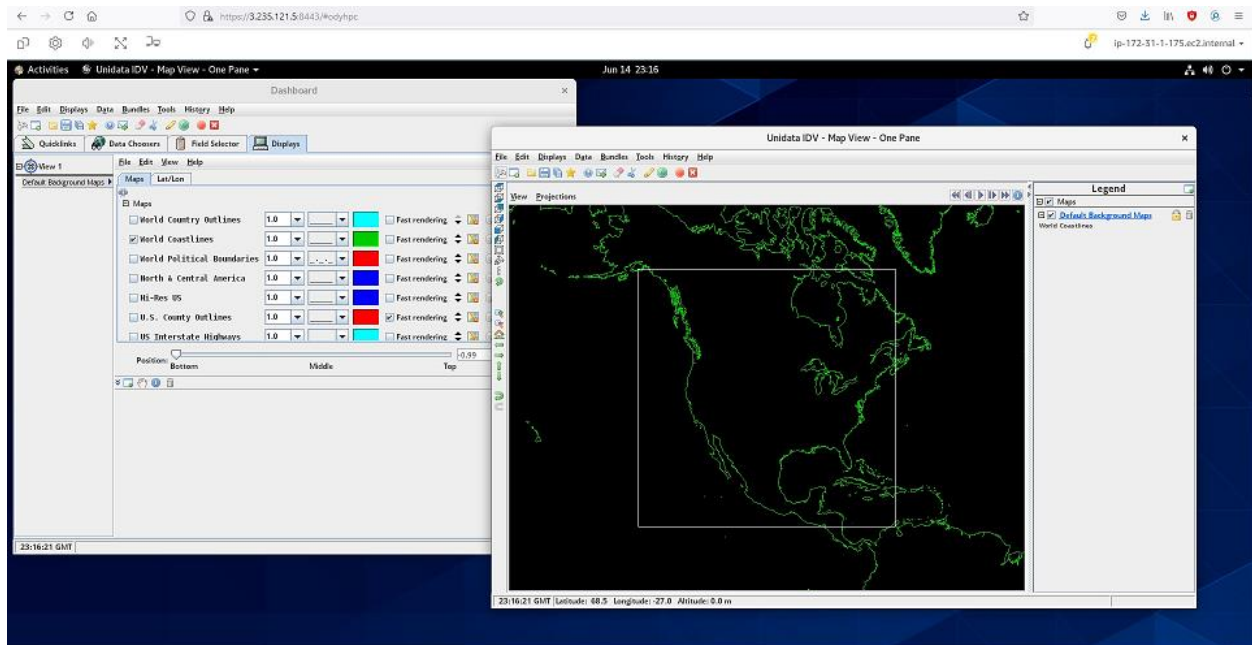 https://3.235.121.5:8443/#odyhpc
ip-172-31-1-175.ec2.internal
Activities Unidata IDV - Map View - One Pane Jun 14 23:16
Dashboard
File Edit Displays Data Bundles Tools History Help
Quicklinks Data Choosers Field Selector Displays
View 1
Default Background Maps
File Edit View Help
Maps Lat/Lon
Maps
World Country Outlines 1.0 Fast rendering
World Coastlines 1.0 Fast rendering
World Political Boundaries 1.0 Fast rendering
North & Central America 1.0 Fast rendering
Hi-Res US 1.0 Fast rendering
U.S. County Outlines 1.0 Fast rendering
US Interstate Highways 1.0 Fast rendering
Position: -0.99
Bottom Middle Top
23:16:21 GMT
Unidata IDV - Map View - One Pane
File Edit Displays Data Bundles Tools History Help
View Projections
Legend
Maps
Default Background Maps
World Coastlines
23:16:21 GMT Latitude: 68.5 Longitude: -27.0 Altitude: 0.0 m